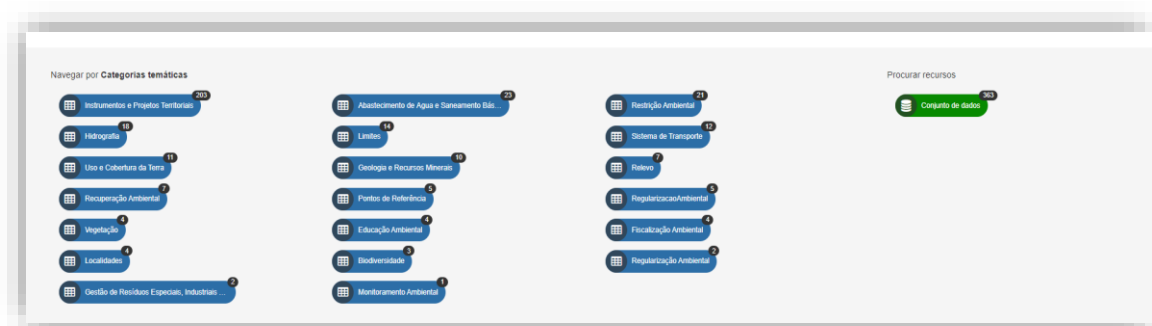 Navegar por Categorias temáticas
Instrumentos e Projetos Territoriais 203
Hidrografia 18
Uso e Cobertura da Terra 11
Recuperação Ambiental 7
Vegetação 4
Localidades 4
Gestão de Resíduos Especiais, Industriais ... 2
Abastecimento de Agua e Saneamento Bás... 23
Limites 14
Geologia e Recursos Minerais 10
Pontos de Referência 5
Educação Ambiental 4
Biodiversidade 3
Monitoramento Ambiental 1
Restrição Ambiental 21
Sistema de Transporte 12
Relevo 7
RegularizacaoAmbiental 5
Fiscalização Ambiental 4
Regularização Ambiental 2
Procurar recursos
Conjunto de dados 363